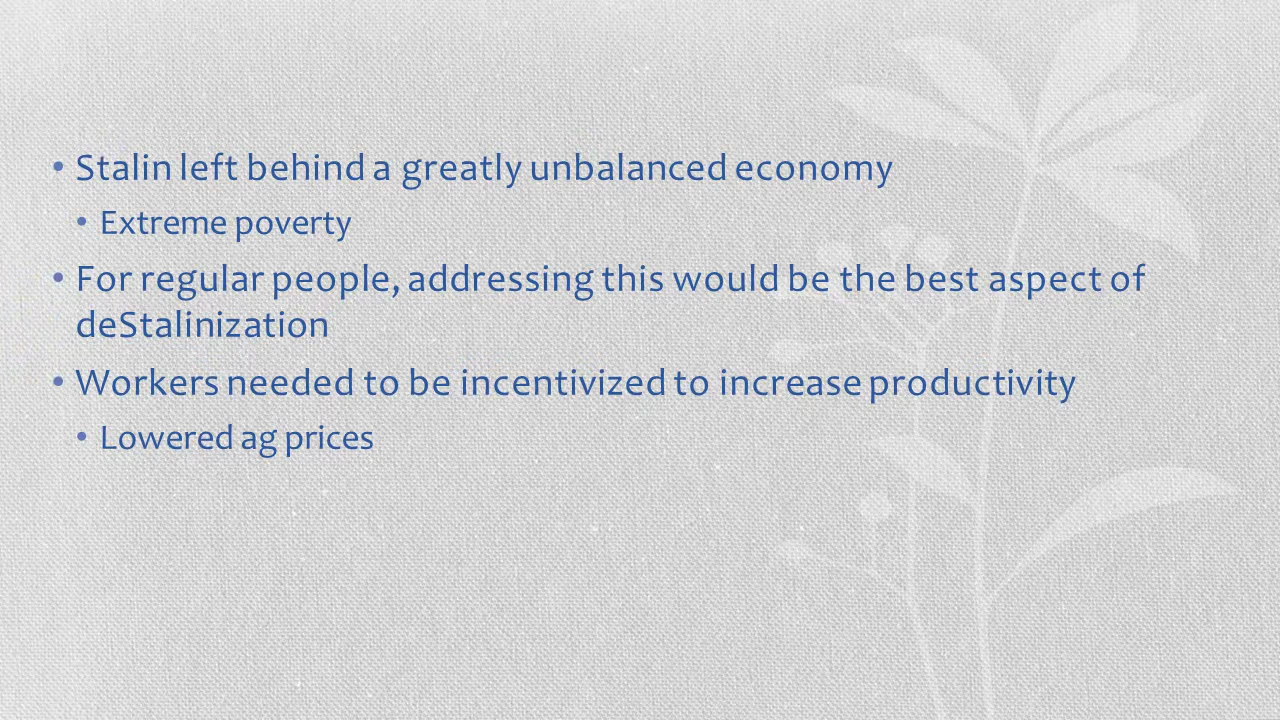 • Stalin left behind a greatly unbalanced economy
• Extreme poverty
• For regular people, addressing this would be the best aspect of
deStalinization
• Workers needed to be incentivized to increase productivity
• Lowered ag prices